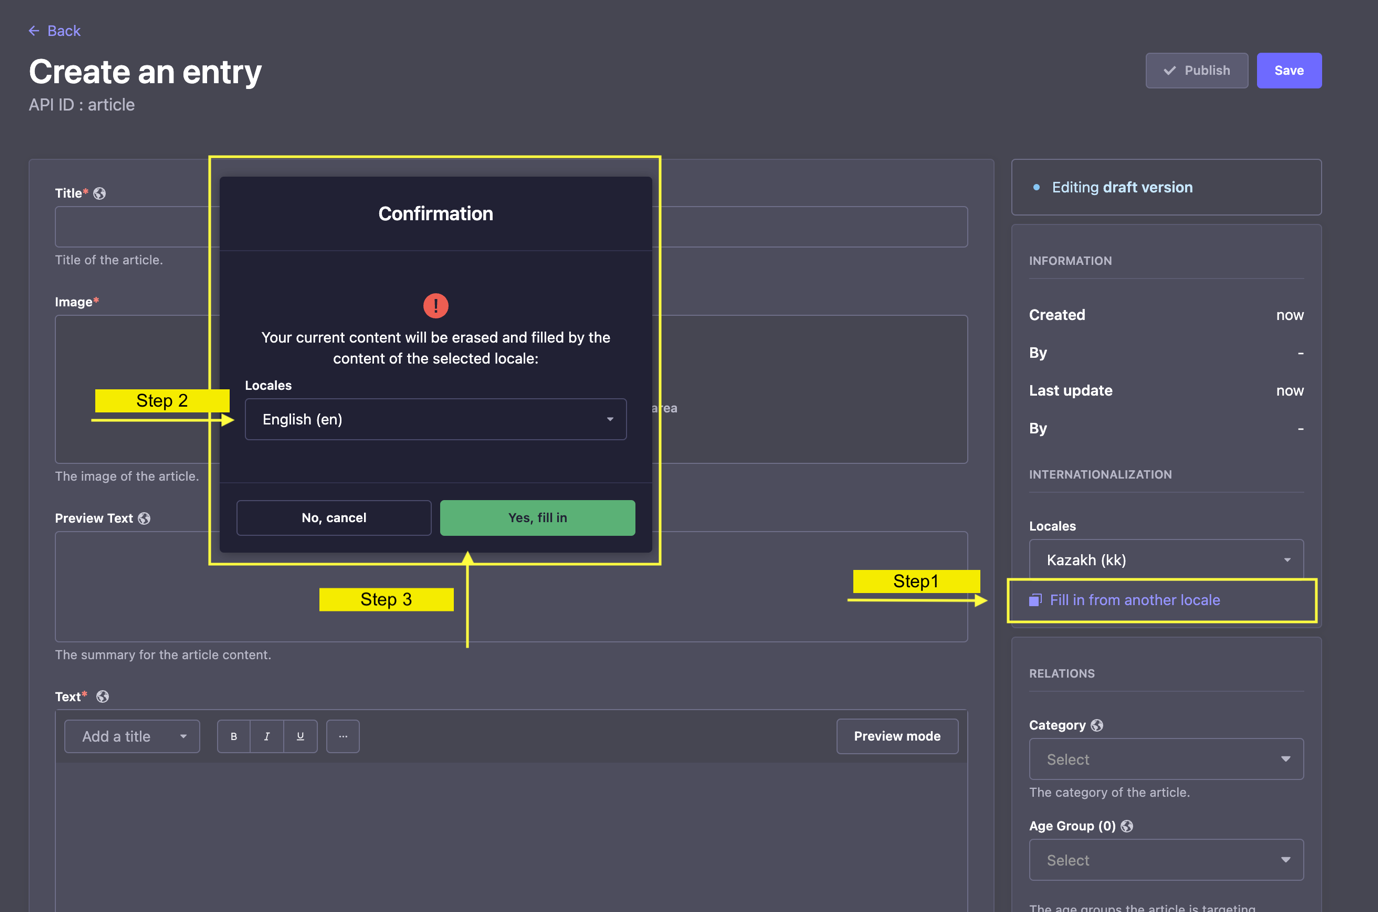 Back
Create an entry
API ID : article
Publish
Save
Title*
Title of the article.
Image*
area
The image of the article.
Preview Text
The summary for the article content.
Text*
Add a title
B
I
U
...
Preview mode
Confirmation
!
Your current content will be erased and filled by the
content of the selected locale:
Locales
English (en)
No, cancel
Yes, fill in
Step 2
Step 3
Step1
Editing draft version
INFORMATION
Created now
By -
Last update now
By -
INTERNATIONALIZATION
Locales
Kazakh (kk)
Fill in from another locale
RELATIONS
Category
Select
The category of the article.
Age Group (0)
Select
The age groups the article is targeting